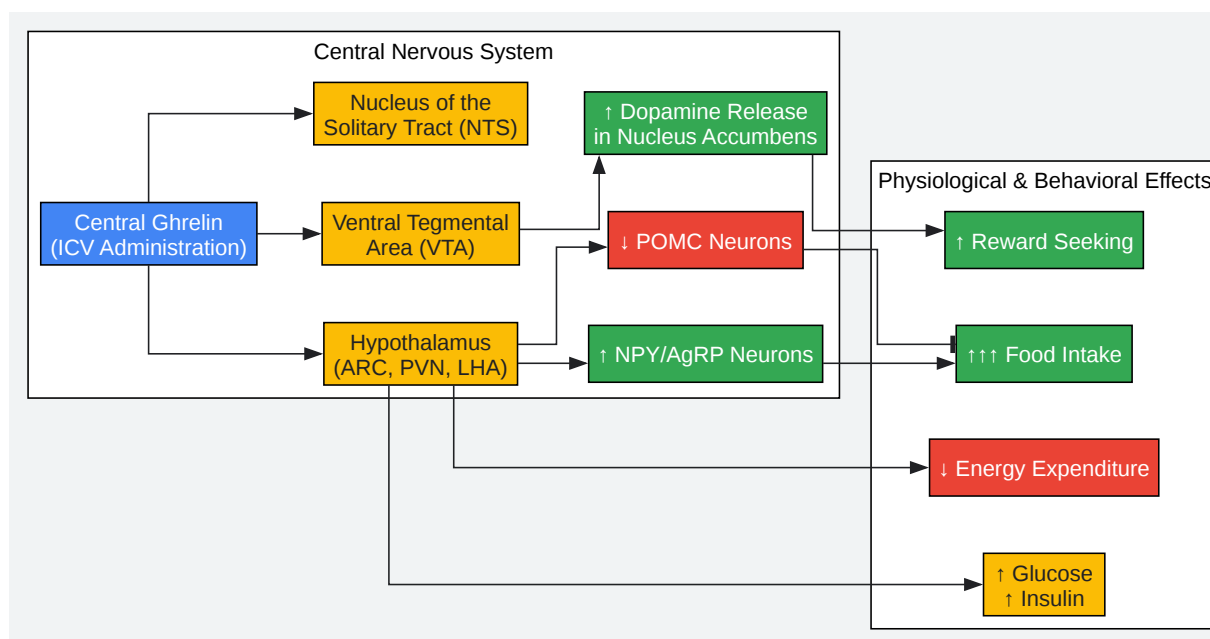 Central Nervous System
Nucleus of the
Solitary Tract (NTS)
↑ Dopamine Release
in Nucleus Accumbens
Central Ghrelin
(ICV Administration)
Ventral Tegmental
Area (VTA)
↓ POMC Neurons
Hypothalamus
(ARC, PVN, LHA)
↑ NPY/AgRP Neurons
Physiological & Behavioral Effects
↑ Reward Seeking
↑↑↑ Food Intake
↓ Energy Expenditure
↑ Glucose
↑ Insulin